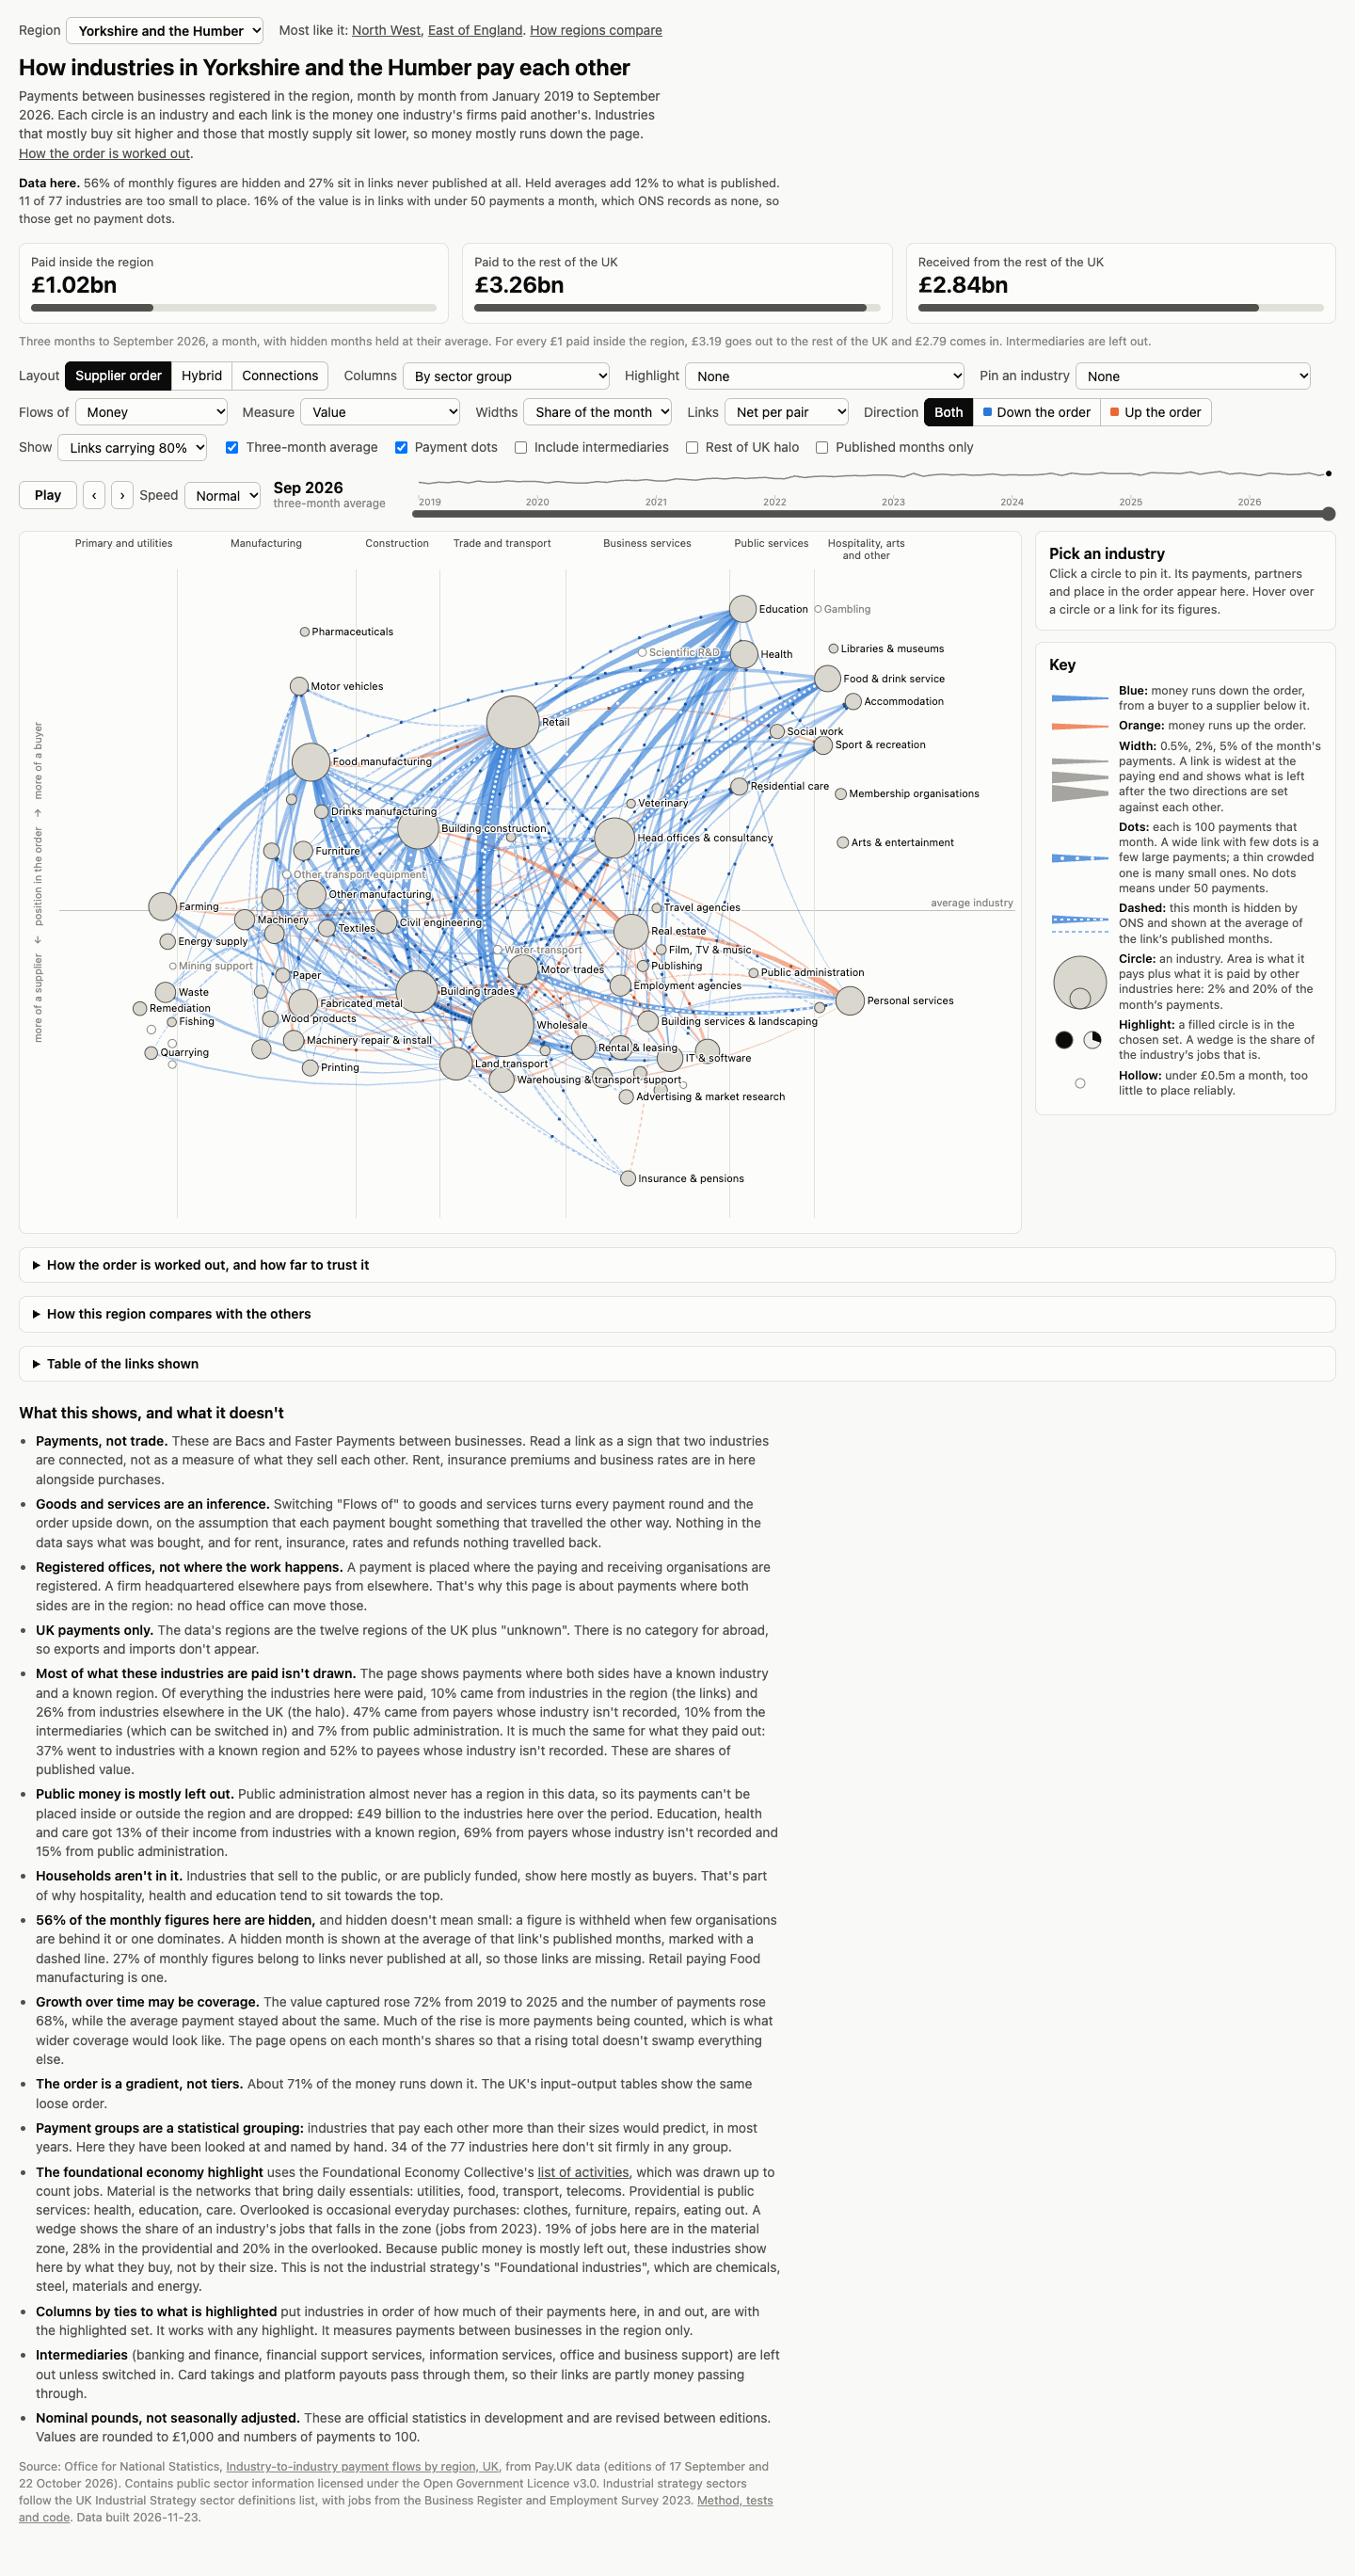 Region Yorkshire and the Humber Most like it: North West, East of England. How regions compare
How industries in Yorkshire and the Humber pay each other
Payments between businesses registered in the region, month by month from January 2019 to September
2026. Each circle is an industry and each link is the money one industry's firms paid another's. Industries
that mostly buy sit higher and those that mostly supply sit lower, so money mostly runs down the page.
How the order is worked out.
Data here. 56% of monthly figures are hidden and 27% sit in links never published at all. Held averages add 12% to what is published.
11 of 77 industries are too small to place. 16% of the value is in links with under 50 payments a month, which ONS records as none, so
those get no payment dots.
Paid inside the region
£1.02bn
Paid to the rest of the UK
£3.26bn
Received from the rest of the UK
£2.84bn
Three months to September 2026, a month, with hidden months held at their average. For every £1 paid inside the region, £3.19 goes out to the rest of the UK and £2.79 comes in. Intermediaries are left out.
Layout Supplier order Hybrid Connections Columns By sector group Highlight None Pin an industry None
Flows of Money Measure Value Widths Share of the month Links Net per pair Direction Both Down the order Up the order
Show Links carrying 80% Three-month average Payment dots Include intermediaries Rest of UK halo Published months only
Play ‹ › Speed Normal Sep 2026
three-month average
2019 2020 2021 2022 2023 2024 2025 2026
Primary and utilities Manufacturing Construction Trade and transport Business services Public services Hospitality, arts
and other
more of a supplier ← position in the order → more of a buyer
Education
Gambling
Pharmaceuticals
Libraries & museums
Scientific R&D
Health
Food & drink service
Motor vehicles
Accommodation
Retail
Social work
Sport & recreation
Food manufacturing
Residential care
Membership organisations
Veterinary
Drinks manufacturing
Building construction
Head offices & consultancy
Arts & entertainment
Furniture
Other transport equipment
Other manufacturing
average industry
Farming
Travel agencies
Machinery
Civil engineering
Textiles
Real estate
Energy supply
Water transport
Film, TV & music
Mining support
Motor trades
Publishing
Paper
Public administration
Employment agencies
Waste
Building trades
Personal services
Fabricated metal
Remediation
Wood products
Fishing
Wholesale
Building services & landscaping
Machinery repair & install
Rental & leasing
Quarrying
IT & software
Land transport
Printing
Warehousing & transport support
Advertising & market research
Insurance & pensions
Pick an industry
Click a circle to pin it. Its payments, partners
and place in the order appear here. Hover over
a circle or a link for its figures.
Key
Blue: money runs down the order,
from a buyer to a supplier below it.
Orange: money runs up the order.
Width: 0.5%, 2%, 5% of the month's
payments. A link is widest at the
paying end and shows what is left
after the two directions are set
against each other.
Dots: each is 100 payments that
month. A wide link with few dots is a
few large payments; a thin crowded
one is many small ones. No dots
means under 50 payments.
Dashed: this month is hidden by
ONS and shown at the average of
the link's published months.
Circle: an industry. Area is what it
pays plus what it is paid by other
industries here: 2% and 20% of the
month's payments.
Highlight: a filled circle is in the
chosen set. A wedge is the share of
the industry's jobs that is.
Hollow: under £0.5m a month, too
little to place reliably.
▶ How the order is worked out, and how far to trust it
▶ How this region compares with the others
▶ Table of the links shown
What this shows, and what it doesn't
• Payments, not trade. These are Bacs and Faster Payments between businesses. Read a link as a sign that two industries
are connected, not as a measure of what they sell each other. Rent, insurance premiums and business rates are in here
alongside purchases.
• Goods and services are an inference. Switching "Flows of" to goods and services turns every payment round and the
order upside down, on the assumption that each payment bought something that travelled the other way. Nothing in the
data says what was bought, and for rent, insurance, rates and refunds nothing travelled back.
• Registered offices, not where the work happens. A payment is placed where the paying and receiving organisations are
registered. A firm headquartered elsewhere pays from elsewhere. That's why this page is about payments where both
sides are in the region: no head office can move those.
• UK payments only. The data's regions are the twelve regions of the UK plus "unknown". There is no category for abroad,
so exports and imports don't appear.
• Most of what these industries are paid isn't drawn. The page shows payments where both sides have a known industry
and a known region. Of everything the industries here were paid, 10% came from industries in the region (the links) and
26% from industries elsewhere in the UK (the halo). 47% came from payers whose industry isn't recorded, 10% from the
intermediaries (which can be switched in) and 7% from public administration. It is much the same for what they paid out:
37% went to industries with a known region and 52% to payees whose industry isn't recorded. These are shares of
published value.
• Public money is mostly left out. Public administration almost never has a region in this data, so its payments can't be
placed inside or outside the region and are dropped: £49 billion to the industries here over the period. Education, health
and care got 13% of their income from industries with a known region, 69% from payers whose industry isn't recorded and
15% from public administration.
• Households aren't in it. Industries that sell to the public, or are publicly funded, show here mostly as buyers. That's part
of why hospitality, health and education tend to sit towards the top.
• 56% of the monthly figures here are hidden, and hidden doesn't mean small: a figure is withheld when few organisations
are behind it or one dominates. A hidden month is shown at the average of that link's published months, marked with a
dashed line. 27% of monthly figures belong to links never published at all, so those links are missing. Retail paying Food
manufacturing is one.
• Growth over time may be coverage. The value captured rose 72% from 2019 to 2025 and the number of payments rose
68%, while the average payment stayed about the same. Much of the rise is more payments being counted, which is what
wider coverage would look like. The page opens on each month's shares so that a rising total doesn't swamp everything
else.
• The order is a gradient, not tiers. About 71% of the money runs down it. The UK's input-output tables show the same
loose order.
• Payment groups are a statistical grouping: industries that pay each other more than their sizes would predict, in most
years. Here they have been looked at and named by hand. 34 of the 77 industries here don't sit firmly in any group.
• The foundational economy highlight uses the Foundational Economy Collective's list of activities, which was drawn up to
count jobs. Material is the networks that bring daily essentials: utilities, food, transport, telecoms. Providential is public
services: health, education, care. Overlooked is occasional everyday purchases: clothes, furniture, repairs, eating out. A
wedge shows the share of an industry's jobs that falls in the zone (jobs from 2023). 19% of jobs here are in the material
zone, 28% in the providential and 20% in the overlooked. Because public money is mostly left out, these industries show
here by what they buy, not by their size. This is not the industrial strategy's "Foundational industries", which are chemicals,
steel, materials and energy.
• Columns by ties to what is highlighted put industries in order of how much of their payments here, in and out, are with
the highlighted set. It works with any highlight. It measures payments between businesses in the region only.
• Intermediaries (banking and finance, financial support services, information services, office and business support) are left
out unless switched in. Card takings and platform payouts pass through them, so their links are partly money passing
through.
• Nominal pounds, not seasonally adjusted. These are official statistics in development and are revised between editions.
Values are rounded to £1,000 and numbers of payments to 100.
Source: Office for National Statistics, Industry-to-industry payment flows by region, UK, from Pay.UK data (editions of 17 September and
22 October 2026). Contains public sector information licensed under the Open Government Licence v3.0. Industrial strategy sectors
follow the UK Industrial Strategy sector definitions list, with jobs from the Business Register and Employment Survey 2023. Method, tests
and code. Data built 2026-11-23.